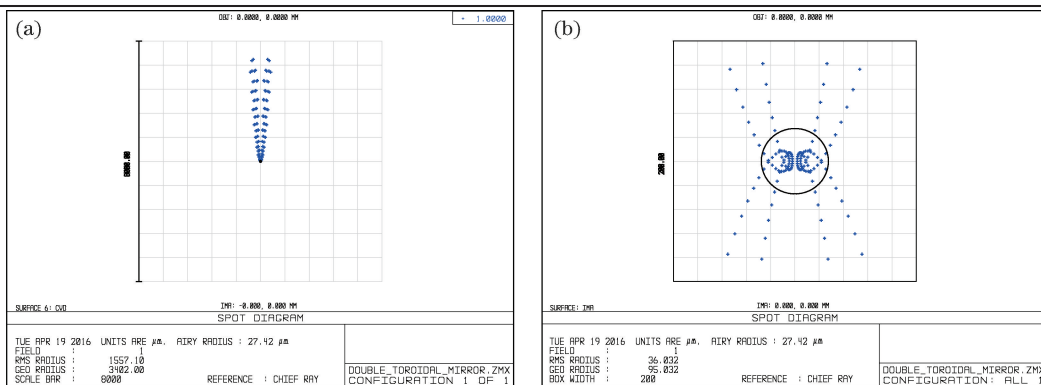 (a)
OBJ: 0.0000, 0.0000 MM
+ 1.0000
8000.00
SURFACE 6: CVD
IMA: -0.000, 0.000 MM
SPOT DIAGRAM
TUE APR 19 2016 UNITS ARE µm. AIRY RADIUS : 27.42 µm
FIELD : 1
RMS RADIUS : 1557.10
GEO RADIUS : 3402.00
SCALE BAR : 8000 REFERENCE : CHIEF RAY
DOUBLE_TOROIDAL_MIRROR.ZMX
CONFIGURATION 1 OF 1
(b)
OBJ: 0.0000, 0.0000 MM
200.00
SURFACE: IMA
IMA: 0.000, 0.000 MM
SPOT DIAGRAM
TUE APR 19 2016 UNITS ARE µm. AIRY RADIUS : 27.42 µm
FIELD : 1
RMS RADIUS : 36.032
GEO RADIUS : 95.032
BOX WIDTH : 200 REFERENCE : CHIEF RAY
DOUBLE_TOROIDAL_MIRROR.ZMX
CONFIGURATION: ALL 1